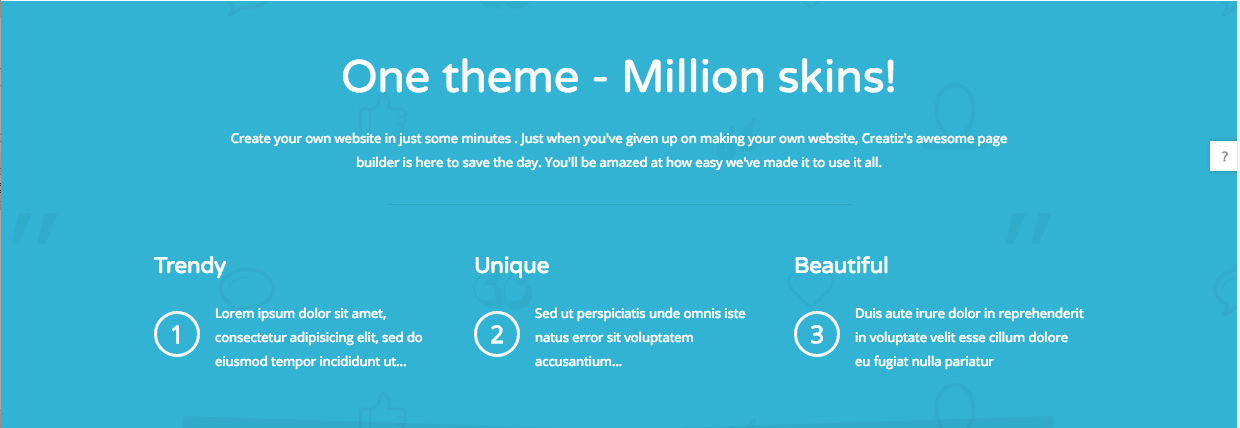 One theme - Million skins!
Create your own website in just some minutes . Just when you've given up on making your own website, Creatiz's awesome page
builder is here to save the day. You'll be amazed at how easy we've made it to use it all.
?
Trendy
1
Lorem ipsum dolor sit amet,
consectetur adipisicing elit, sed do
eiusmod tempor incididunt ut...
Unique
2
Sed ut perspiciatis unde omnis iste
natus error sit voluptatem
accusantium...
Beautiful
3
Duis aute irure dolor in reprehenderit
in voluptate velit esse cillum dolore
eu fugiat nulla pariatur